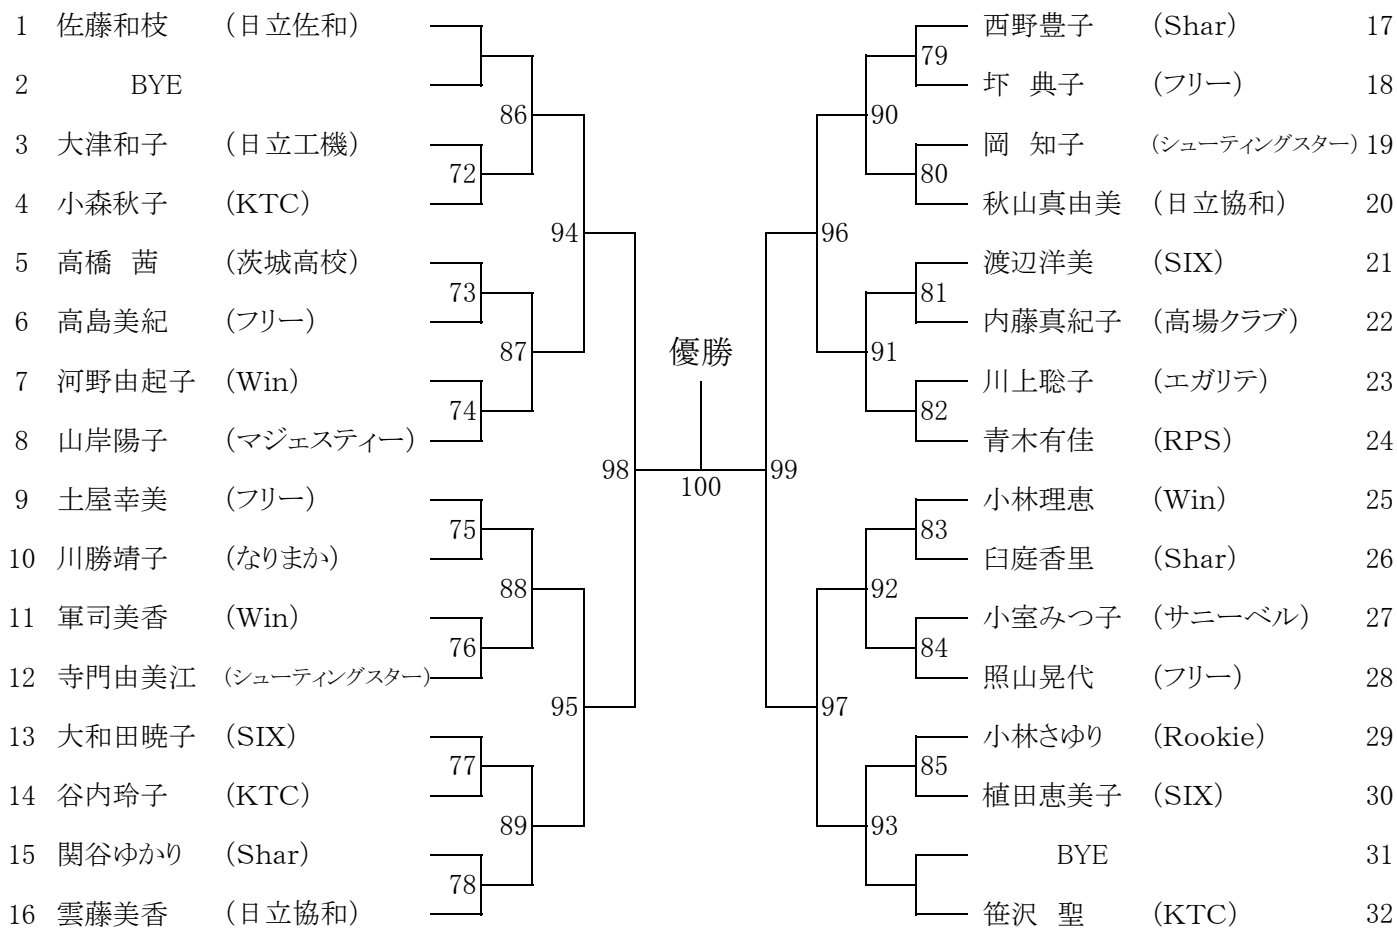 1 佐藤和枝 (日立佐和)
2 BYE
86
3 大津和子 (日立工機)
72
4 小森秋子 (KTC)
94
5 高橋 茜 (茨城高校)
73
6 高島美紀 (フリー)
87
7 河野由起子 (Win)
74
8 山岸陽子 (マジェスティー)
98
9 土屋幸美 (フリー)
75
10 川勝靖子 (なりまか)
88
11 軍司美香 (Win)
76
12 寺門由美江 (シューティングスター)
95
13 大和田暁子 (SIX)
77
14 谷内玲子 (KTC)
89
15 関谷ゆかり (Shar)
78
16 雲藤美香 (日立協和)
優勝
100
西野豊子 (Shar) 17
79
圷 典子 (フリー) 18
90
岡 知子 (シューティングスター) 19
80
秋山真由美 (日立協和) 20
96
渡辺洋美 (SIX) 21
81
内藤真紀子 (高場クラブ) 22
91
川上聡子 (エガリテ) 23
82
青木有佳 (RPS) 24
99
小林理恵 (Win) 25
83
臼庭香里 (Shar) 26
92
小室みつ子 (サニーベル) 27
84
照山晃代 (フリー) 28
97
小林さゆり (Rookie) 29
85
植田恵美子 (SIX) 30
93
BYE 31
笹沢 聖 (KTC) 32